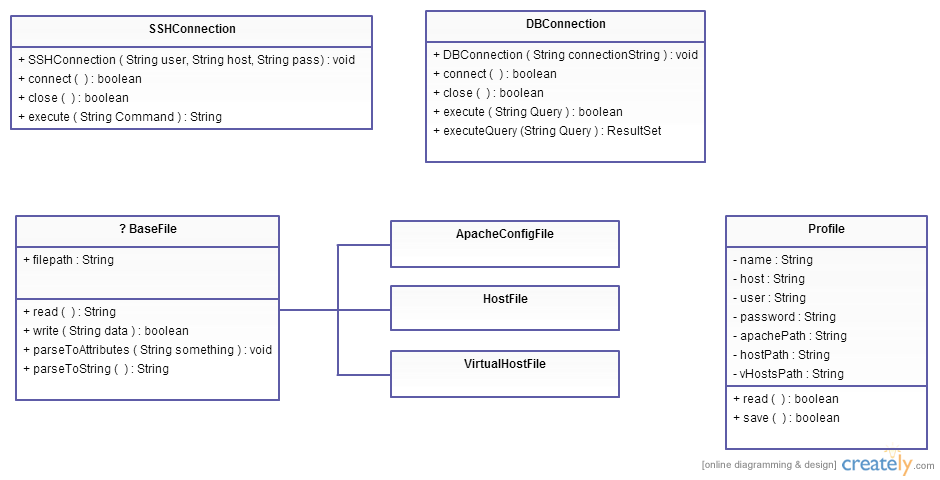 SSHConnection
+ SSHConnection ( String user, String host, String pass) : void
+ connect ( ) : boolean
+ close ( ) : boolean
+ execute ( String Command ) : String
DBConnection
+ DBConnection ( String connectionString ) : void
+ connect ( ) : boolean
+ close ( ) : boolean
+ execute ( String Query ) : boolean
+ executeQuery (String Query ) : ResultSet
? BaseFile
+ filepath : String
+ read ( ) : String
+ write ( String data ) : boolean
+ parseToAttributes ( String something ) : void
+ parseToString ( ) : String
ApacheConfigFile
HostFile
VirtualHostFile
Profile
- name : String
- host : String
- user : String
- password : String
- apachePath : String
- hostPath : String
- vHostsPath : String
+ read ( ) : boolean
+ save ( ) : boolean
[online diagramming & design] creately.com